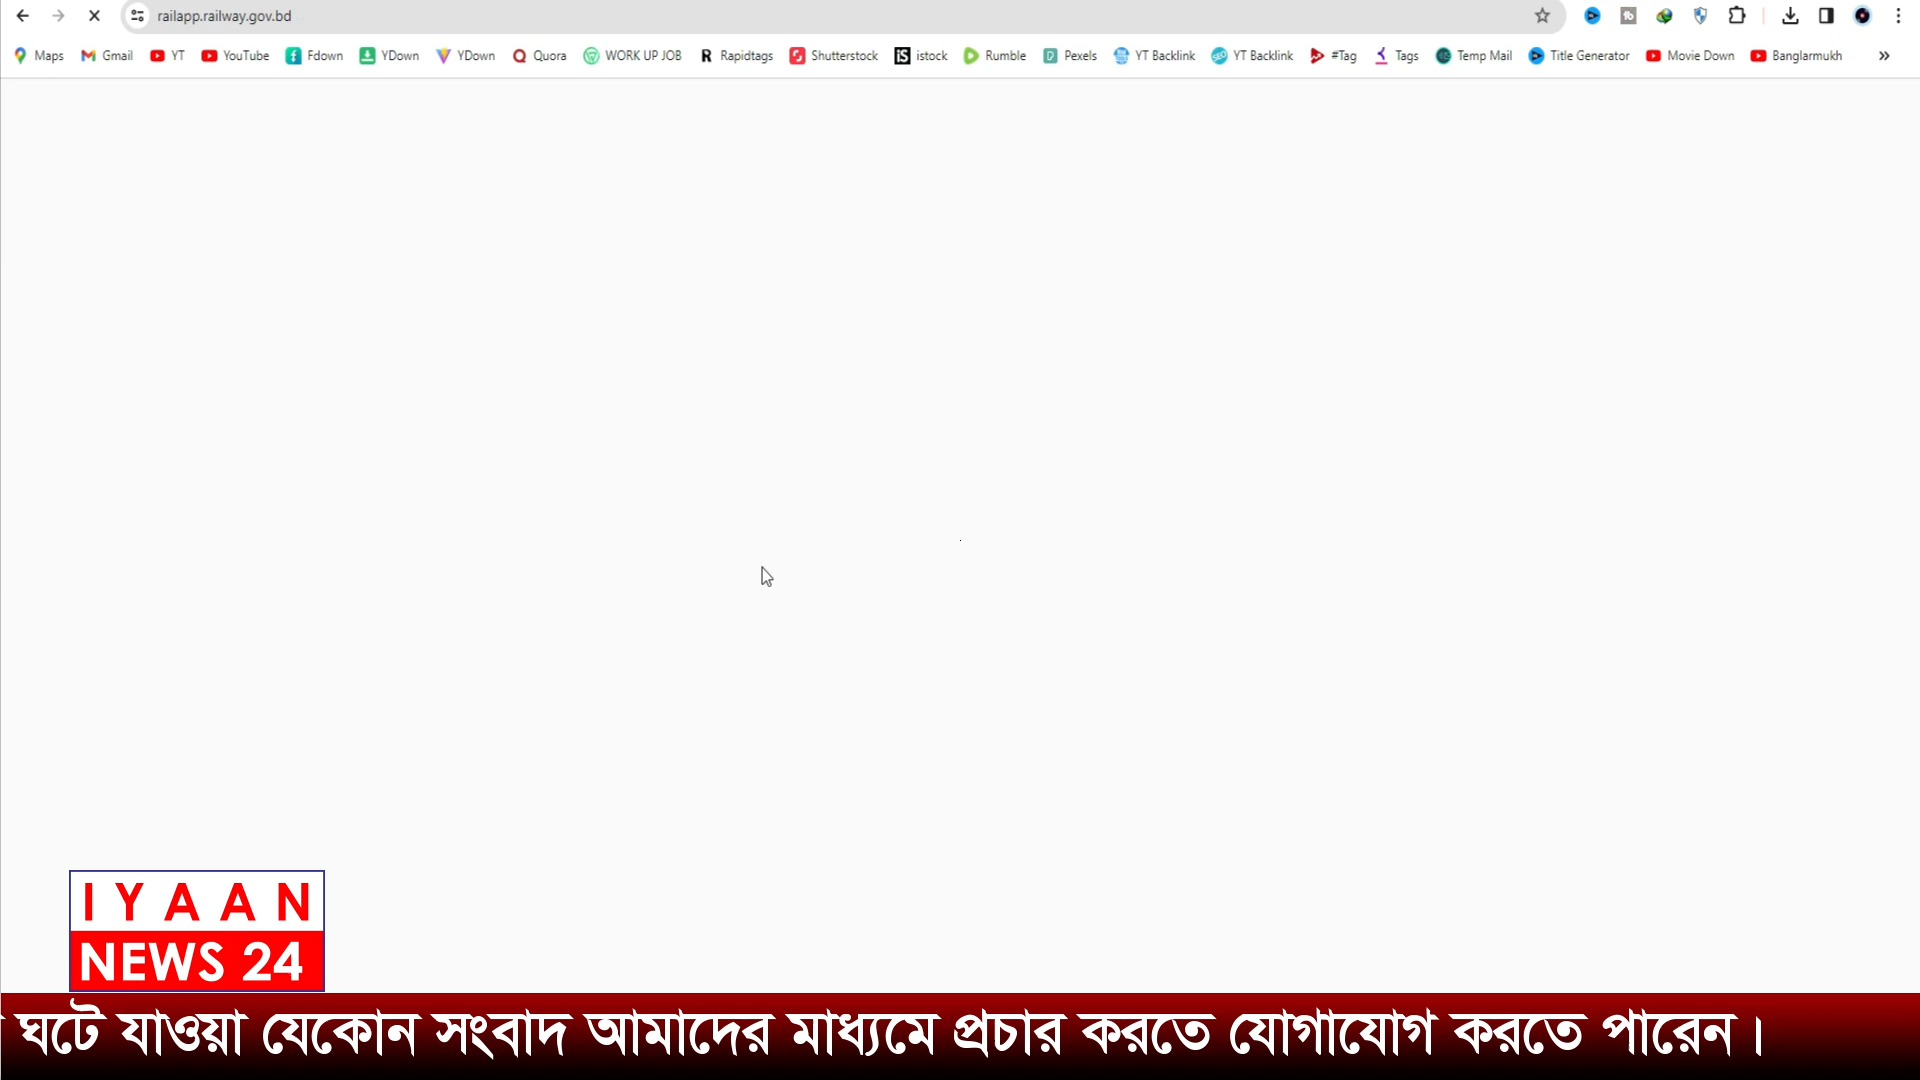 railapp.railway.gov.bd
Maps Gmail YT YouTube Fdown YDown YDown Quora WORK UP JOB Rapidtags Shutterstock istock Rumble Pexels YT Backlink YT Backlink #Tag Tags Temp Mail Title Generator Movie Down Banglarmukh
IYAAN
NEWS 24
ঘটে যাওয়া যেকোন সংবাদ আমাদের মাধ্যমে প্রচার করতে যোগাযোগ করতে পারেন।